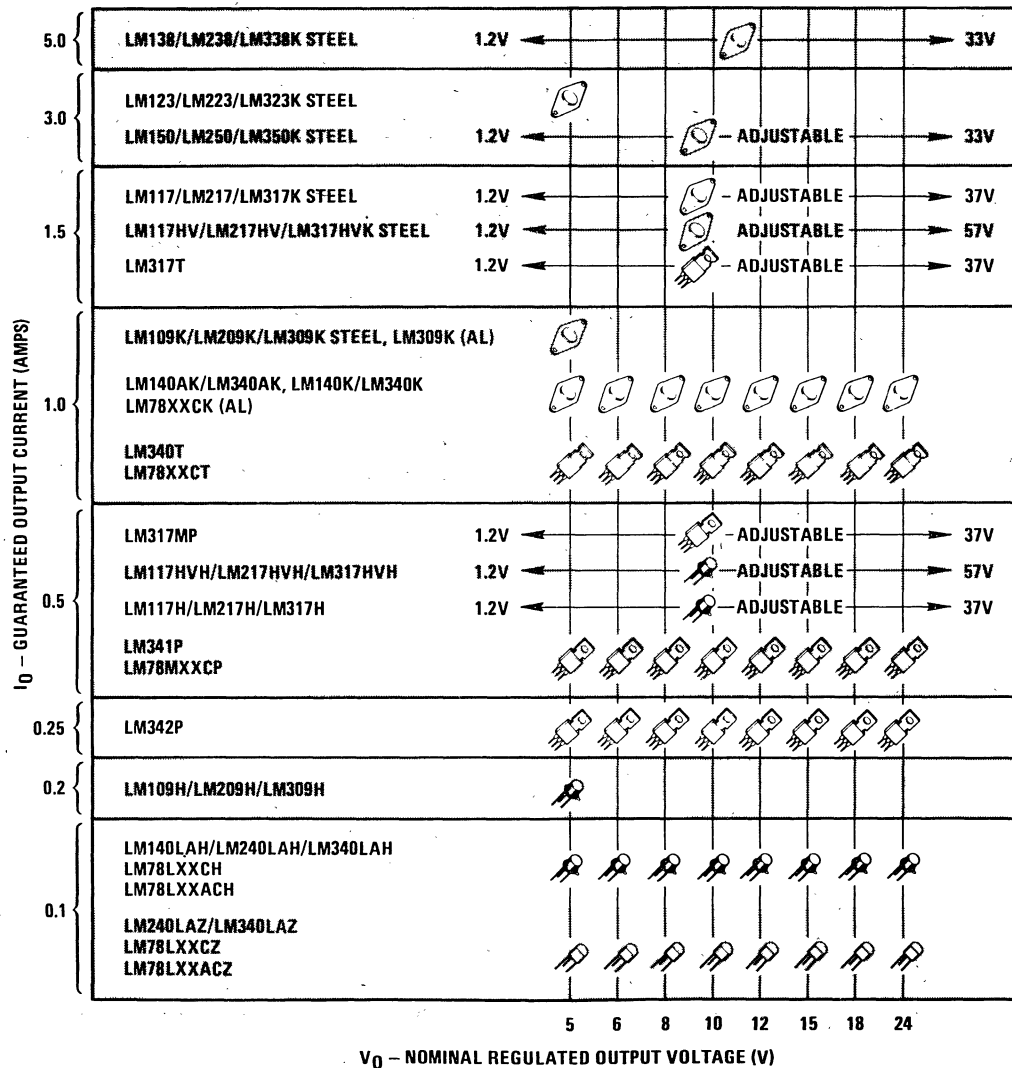 5.0 LM138/LM238/LM338K STEEL 1.2V 33V
3.0
LM123/LM223/LM323K STEEL
LM150/LM250/LM350K STEEL 1.2V ADJUSTABLE 33V
1.5
LM117/LM217/LM317K STEEL 1.2V ADJUSTABLE 37V
LM117HV/LM217HV/LM317HVK STEEL 1.2V ADJUSTABLE 57V
LM317T 1.2V ADJUSTABLE 37V
I0 – GUARANTEED OUTPUT CURRENT (AMPS)
1.0
LM109K/LM209K/LM309K STEEL, LM309K (AL)
LM140AK/LM340AK, LM140K/LM340K
LM78XXCK (AL)
LM340T
LM78XXCT
0.5
LM317MP 1.2V ADJUSTABLE 37V
LM117HVH/LM217HVH/LM317HVH 1.2V ADJUSTABLE 57V
LM117H/LM217H/LM317H 1.2V ADJUSTABLE 37V
LM341P
LM78MXXCP
0.25 LM342P
0.2 LM109H/LM209H/LM309H
0.1
LM140LAH/LM240LAH/LM340LAH
LM78LXXCH
LM78LXXACH
LM240LAZ/LM340LAZ
LM78LXXCZ
LM78LXXACZ
5 6 8 10 12 15 18 24
V0 – NOMINAL REGULATED OUTPUT VOLTAGE (V)